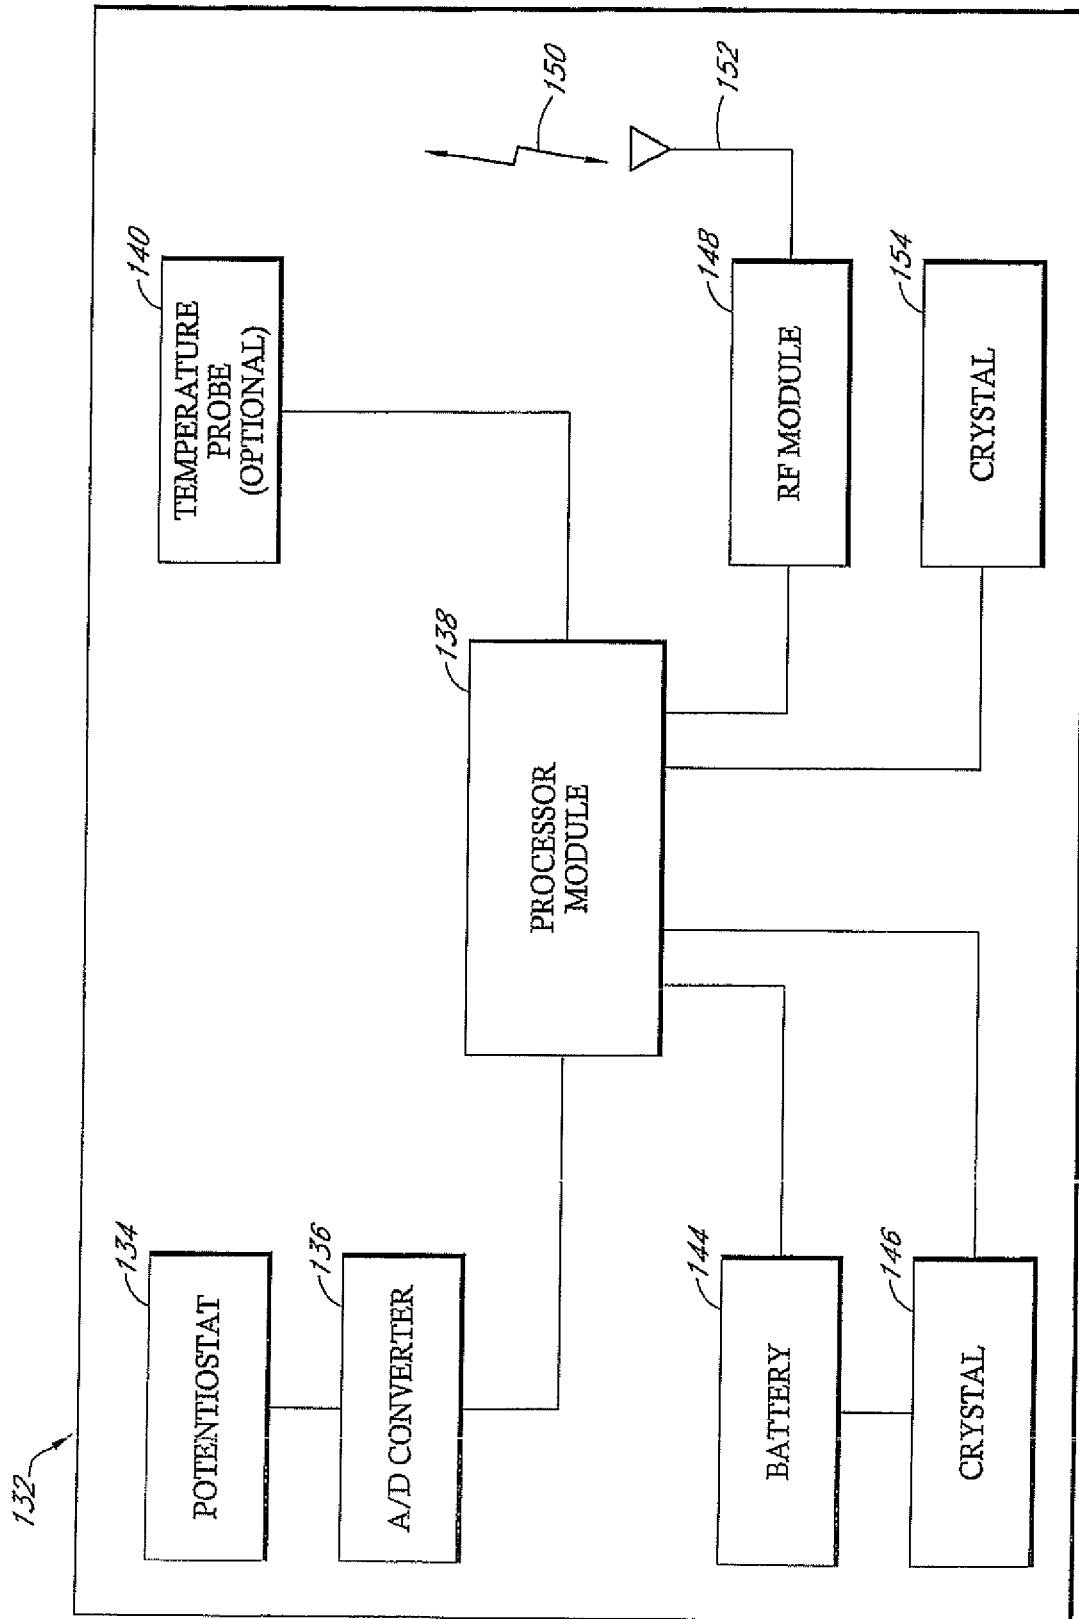 132
134
POTENTIOSTAT
136
A/D CONVERTER
138
PROCESSOR
MODULE
140
TEMPERATURE
PROBE
(OPTIONAL)
150
152
144
BATTERY
146
CRYSTAL
148
RF MODULE
154
CRYSTAL